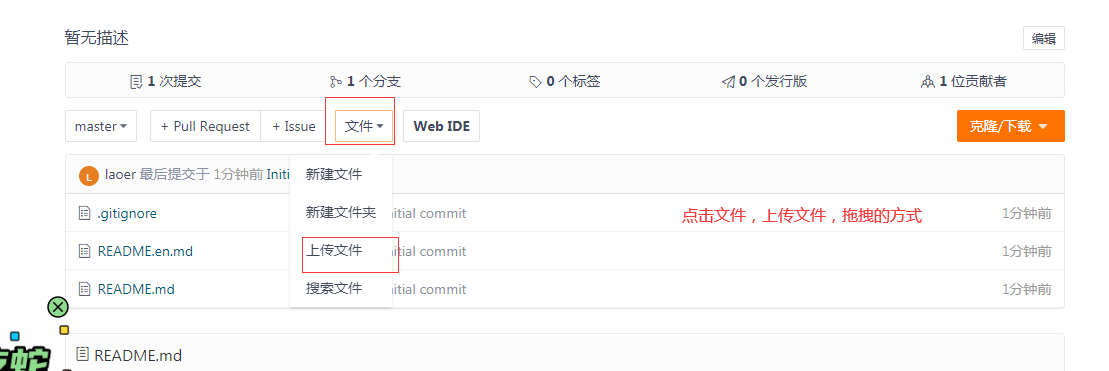 暂无描述
编辑
1 次提交
1 个分支
0 个标签
0 个发行版
1 位贡献者
master
+ Pull Request
+ Issue
文件
Web IDE
克隆/下载
L
laoer 最后提交于 1分钟前 Initi
新建文件
.gitignore
新建文件夹
nitial commit
点击文件，上传文件，拖拽的方式
1分钟前
README.en.md
上传文件
nitial commit
1分钟前
README.md
搜索文件
nitial commit
1分钟前
README.md
蛇